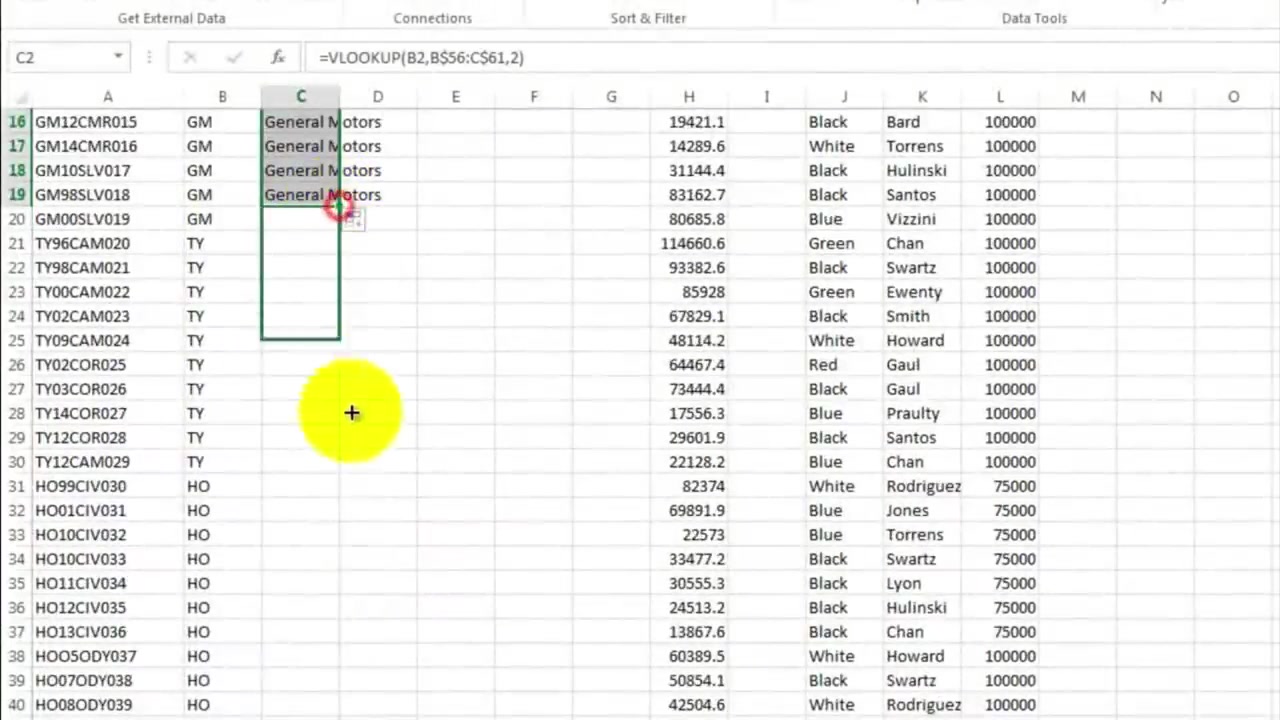 Get External Data Connections Sort & Filter Data Tools
C2 fx =VLOOKUP(B2,B$56:C$61,2)
A B C D E F G H I J K L M N O
16 GM12CMR015 GM General Motors 19421.1 Black Bard 100000
17 GM14CMR016 GM General Motors 14289.6 White Torrens 100000
18 GM10SLV017 GM General Motors 31144.4 Black Hulinski 100000
19 GM98SLV018 GM General Motors 83162.7 Black Santos 100000
20 GM00SLV019 GM 80685.8 Blue Vizzini 100000
21 TY96CAM020 TY 114660.6 Green Chan 100000
22 TY98CAM021 TY 93382.6 Black Swartz 100000
23 TY00CAM022 TY 85928 Green Ewenty 100000
24 TY02CAM023 TY 67829.1 Black Smith 100000
25 TY09CAM024 TY 48114.2 White Howard 100000
26 TY02COR025 TY 64467.4 Red Gaul 100000
27 TY03COR026 TY 73444.4 Black Gaul 100000
28 TY14COR027 TY 17556.3 Blue Praulty 100000
29 TY12COR028 TY 29601.9 Black Santos 100000
30 TY12CAM029 TY 22128.2 Blue Chan 100000
31 HO99CIV030 HO 82374 White Rodriguez 75000
32 HO01CIV031 HO 69891.9 Blue Jones 75000
33 HO10CIV032 HO 22573 Blue Torrens 75000
34 HO10CIV033 HO 33477.2 Black Swartz 75000
35 HO11CIV034 HO 30555.3 Black Lyon 75000
36 HO12CIV035 HO 24513.2 Black Hulinski 75000
37 HO13CIV036 HO 13867.6 Black Chan 75000
38 HOO5ODY037 HO 60389.5 White Howard 100000
39 HO07ODY038 HO 50854.1 Black Swartz 100000
40 HO08ODY039 HO 42504.6 White Rodriguez 100000